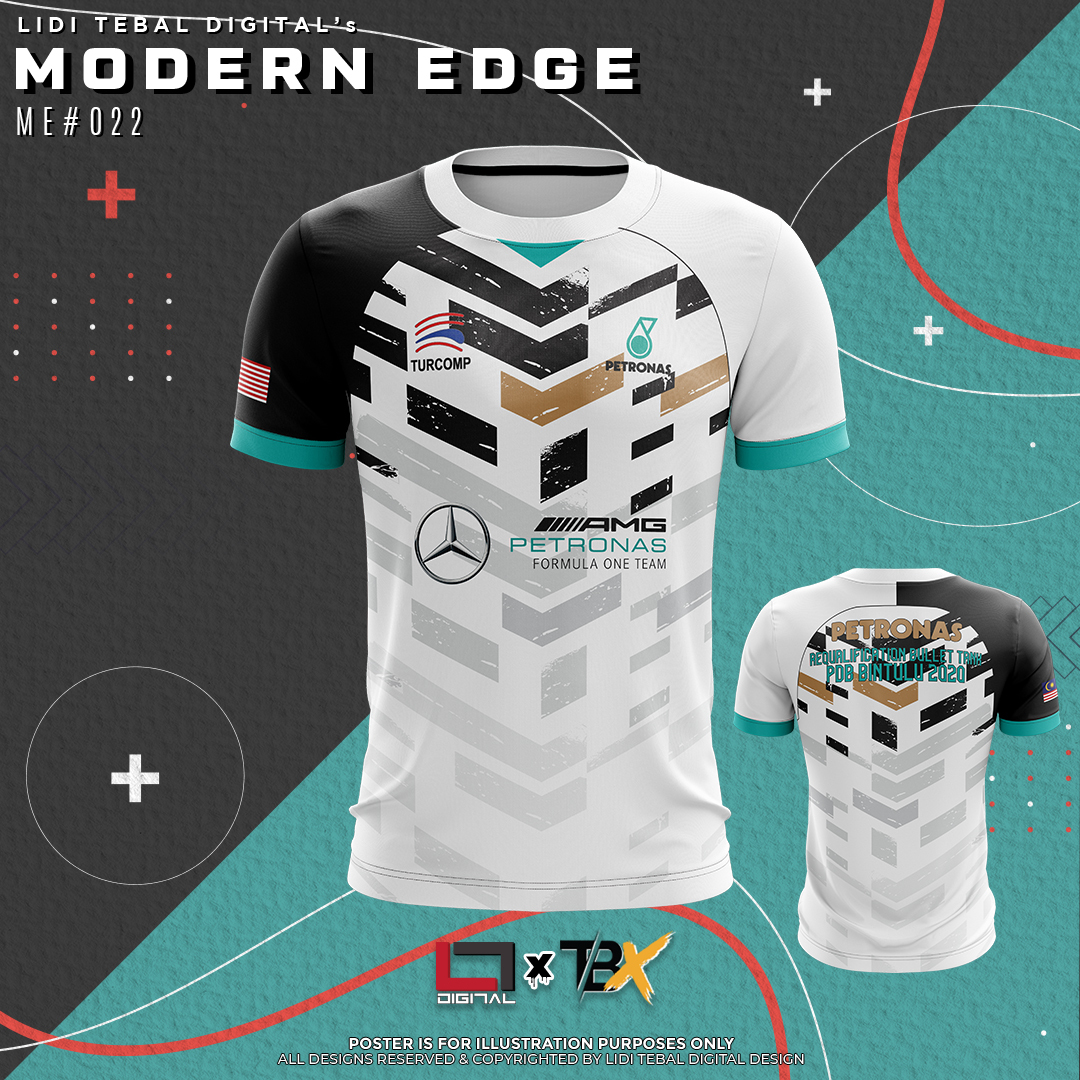 LIDI TEBAL DIGITAL's
MODERN EDGE
ME#022
TURCOMP
PETRONAS
AMG
PETRONAS
FORMULA ONE TEAM
PETRONAS
REQUALIFICATION BULLET TANK
PDB BINTULU 2020
DIGITAL
x
TBX
POSTER IS FOR ILLUSTRATION PURPOSES ONLY
ALL DESIGNS RESERVED & COPYRIGHTED BY LIDI TEBAL DIGITAL DESIGN